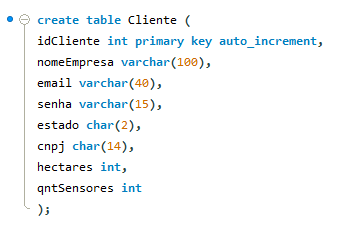 create table Cliente (
idCliente int primary key auto_increment,
nomeEmpresa varchar(100),
email varchar(40),
senha varchar(15),
estado char(2),
cnpj char(14),
hectares int,
qntSensores int
);